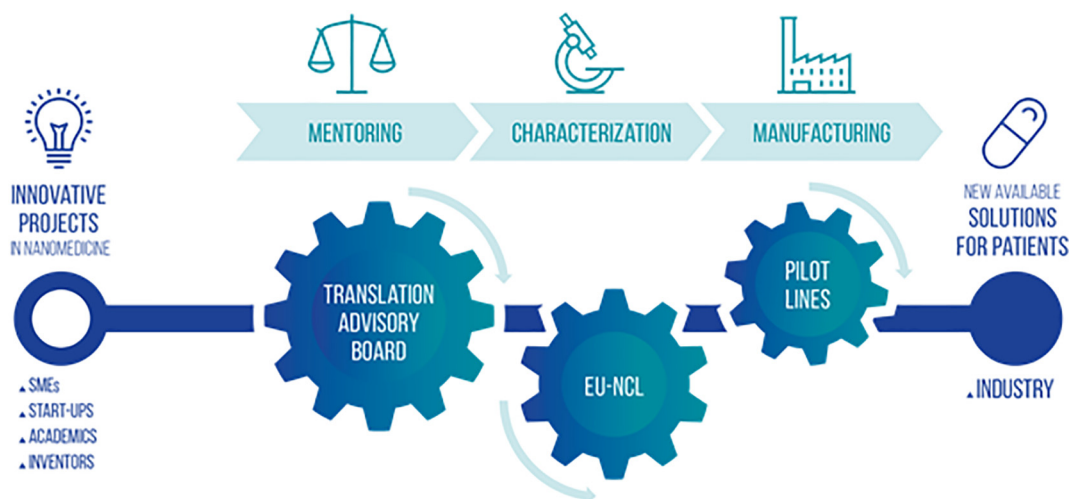 MENTORING
CHARACTERIZATION
MANUFACTURING
INNOVATIVE
PROJECTS
IN NANOMEDICINE
NEW AVAILABLE
SOLUTIONS
FOR PATIENTS
TRANSLATION
ADVISORY
BOARD
EU-NCL
PILOT
LINES
▲ SMEs
▲ START-UPS
▲ ACADEMICS
▲ INVENTORS
▲ INDUSTRY